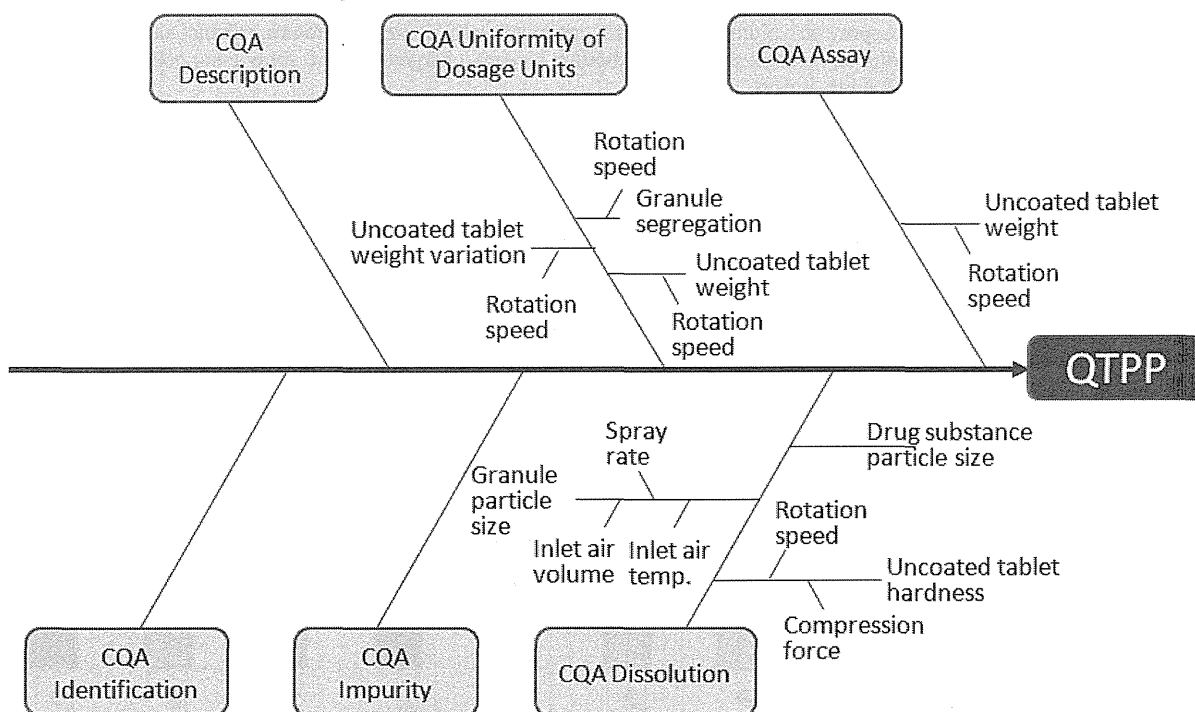 CQA
Description
CQA Uniformity of
Dosage Units
CQA Assay
Rotation
speed
Granule
segregation
Uncoated tablet
weight variation
Rotation
speed
Uncoated tablet
weight
Rotation
speed
Uncoated tablet
weight
Rotation
speed
QTPP
Drug substance
particle size
Spray
rate
Granule
particle
size
Inlet air
volume
Inlet air
temp.
Rotation
speed
Uncoated tablet
hardness
Compression
force
CQA
Identification
CQA
Impurity
CQA Dissolution